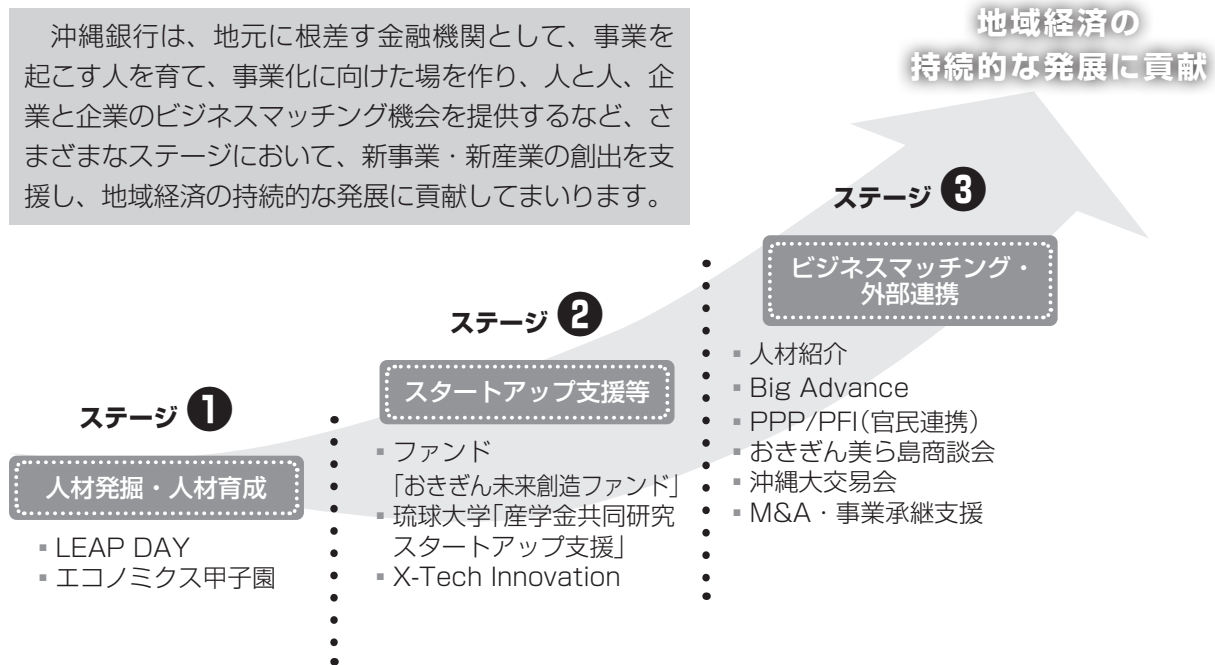 沖縄銀行は、地元に根差す金融機関として、事業を
起こす人を育て、事業化に向けた場を作り、人と人、企
業と企業のビジネスマッチング機会を提供するなど、さ
まざまなステージにおいて、新事業・新産業の創出を支
援し、地域経済の持続的な発展に貢献してまいります。
地域経済の
持続的な発展に貢献
ステージ ❶
人材発掘・人材育成
▪ LEAP DAY
▪ エコノミクス甲子園
ステージ ❷
スタートアップ支援等
▪ ファンド
「おきぎん未来創造ファンド」
▪ 琉球大学「産学金共同研究
スタートアップ支援」
▪ X-Tech Innovation
ステージ ❸
ビジネスマッチング・
外部連携
▪ 人材紹介
▪ Big Advance
▪ PPP/PFI(官民連携)
▪ おきぎん美ら島商談会
▪ 沖縄大交易会
▪ M&A・事業承継支援